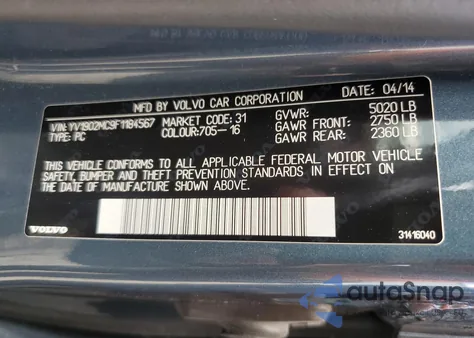 MFD BY VOLVO CAR CORPORATION DATE: 04/14
VIN: YV1902MC9F1184567 MARKET CODE: 31 GVWR: 5020 LB
TYPE: PC COLOUR: 705-16 GAWR FRONT: 2750 LB
GAWR REAR: 2360 LB
THIS VEHICLE CONFORMS TO ALL APPLICABLE FEDERAL MOTOR VEHICLE
SAFETY, BUMPER AND THEFT PREVENTION STANDARDS IN EFFECT ON
THE DATE OF MANUFACTURE SHOWN ABOVE.
VOLVO 31416040
autoSnap